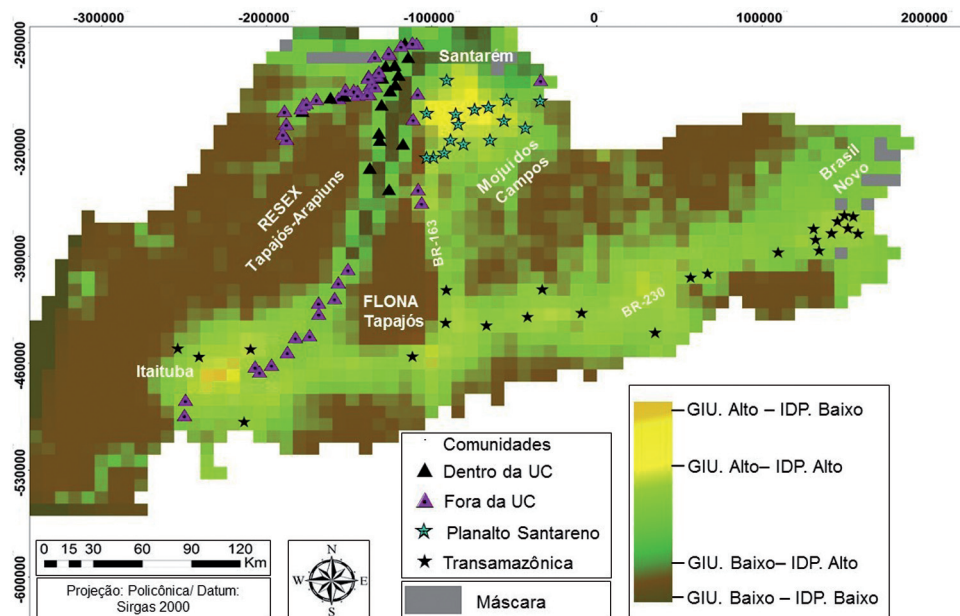 -300000
-200000
-100000
0
100000
200000
-250000
-320000
-390000
-460000
-530000
-600000
Santarém
Mojuí dos
Campos
Brasil
Novo
RESEX
Tapajós-Arapiuns
BR-163
FLONA
Tapajós
BR-230
Itaituba
Comunidades
Dentro da UC
Fora da UC
Planalto Santareno
Transamazônica
Máscara
GIU. Alto – IDP. Baixo
GIU. Alto– IDP. Alto
GIU. Baixo– IDP. Alto
GIU. Baixo – IDP. Baixo
0 15 30 60 90 120
Km
Projeção: Policônica/ Datum:
Sirgas 2000
N
W E
S